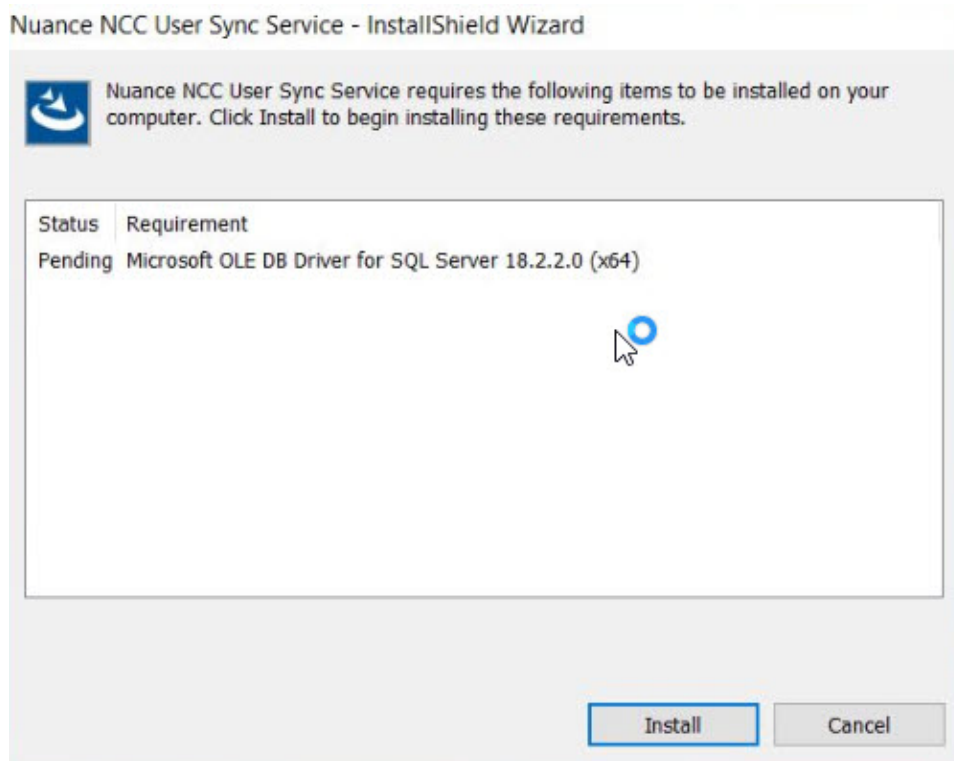 Nuance NCC User Sync Service - InstallShield Wizard
Nuance NCC User Sync Service requires the following items to be installed on your
computer. Click Install to begin installing these requirements.
Status Requirement
Pending Microsoft OLE DB Driver for SQL Server 18.2.2.0 (x64)
Install Cancel